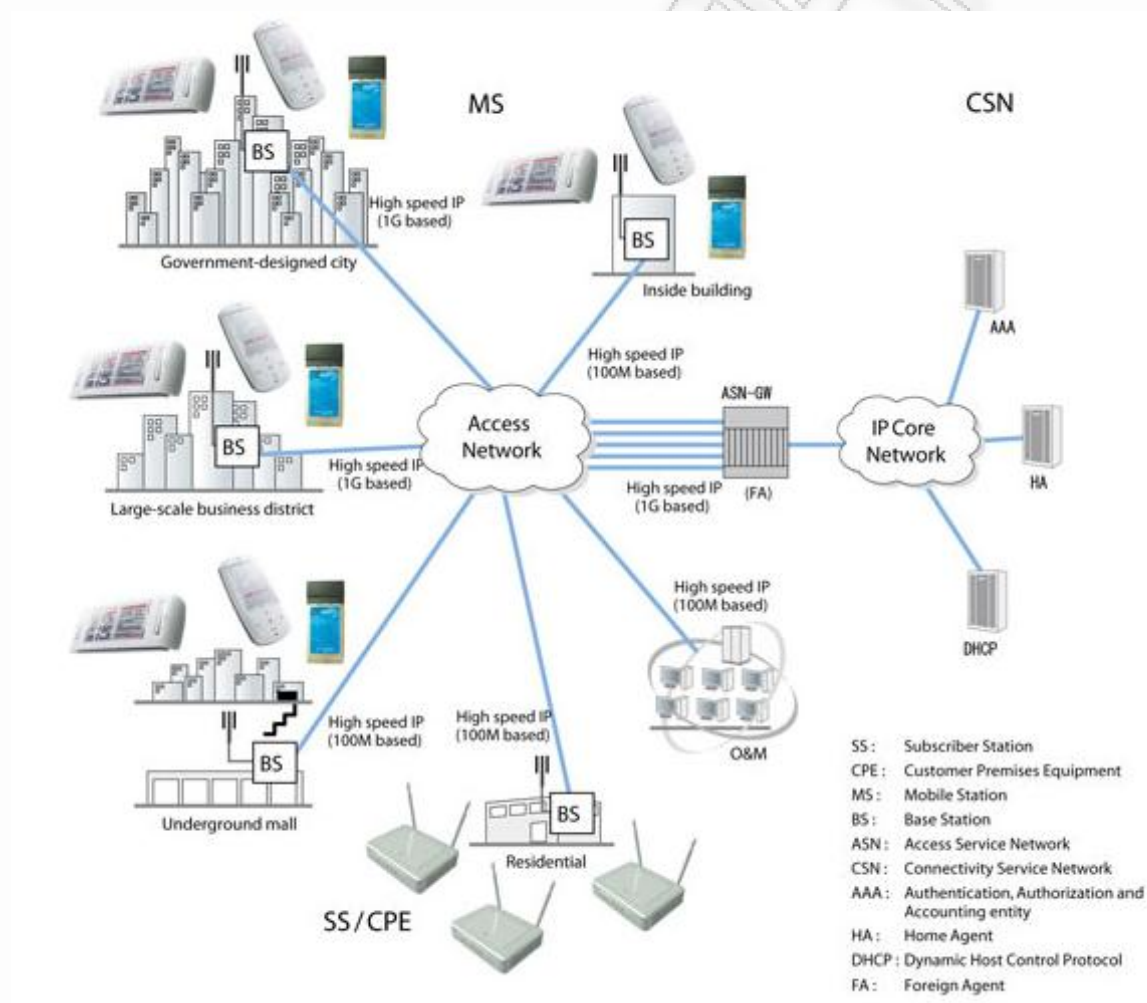 MS
CSN
BS
High speed IP
(1G based)
Government-designed city
BS
Inside building
High speed IP
(100M based)
AAA
ASN-GW
Access
Network
IP Core
Network
BS
High speed IP
(1G based)
Large-scale business district
High speed IP
(1G based)
(FA)
HA
High speed IP
(100M based)
DHCP
High speed IP
(100M based)
High speed IP
(100M based)
BS
Underground mall
BS
Residential
O&M
SS / CPE
SS : Subscriber Station
CPE : Customer Premises Equipment
MS : Mobile Station
BS : Base Station
ASN : Access Service Network
CSN : Connectivity Service Network
AAA : Authentication, Authorization and
Accounting entity
HA : Home Agent
DHCP : Dynamic Host Control Protocol
FA : Foreign Agent